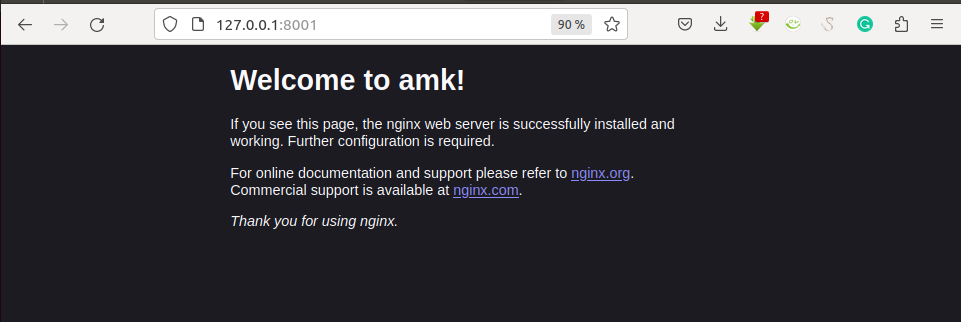 127.0.0.1:8001
90 %
?
Welcome to amk!
If you see this page, the nginx web server is successfully installed and
working. Further configuration is required.
For online documentation and support please refer to nginx.org.
Commercial support is available at nginx.com.
Thank you for using nginx.